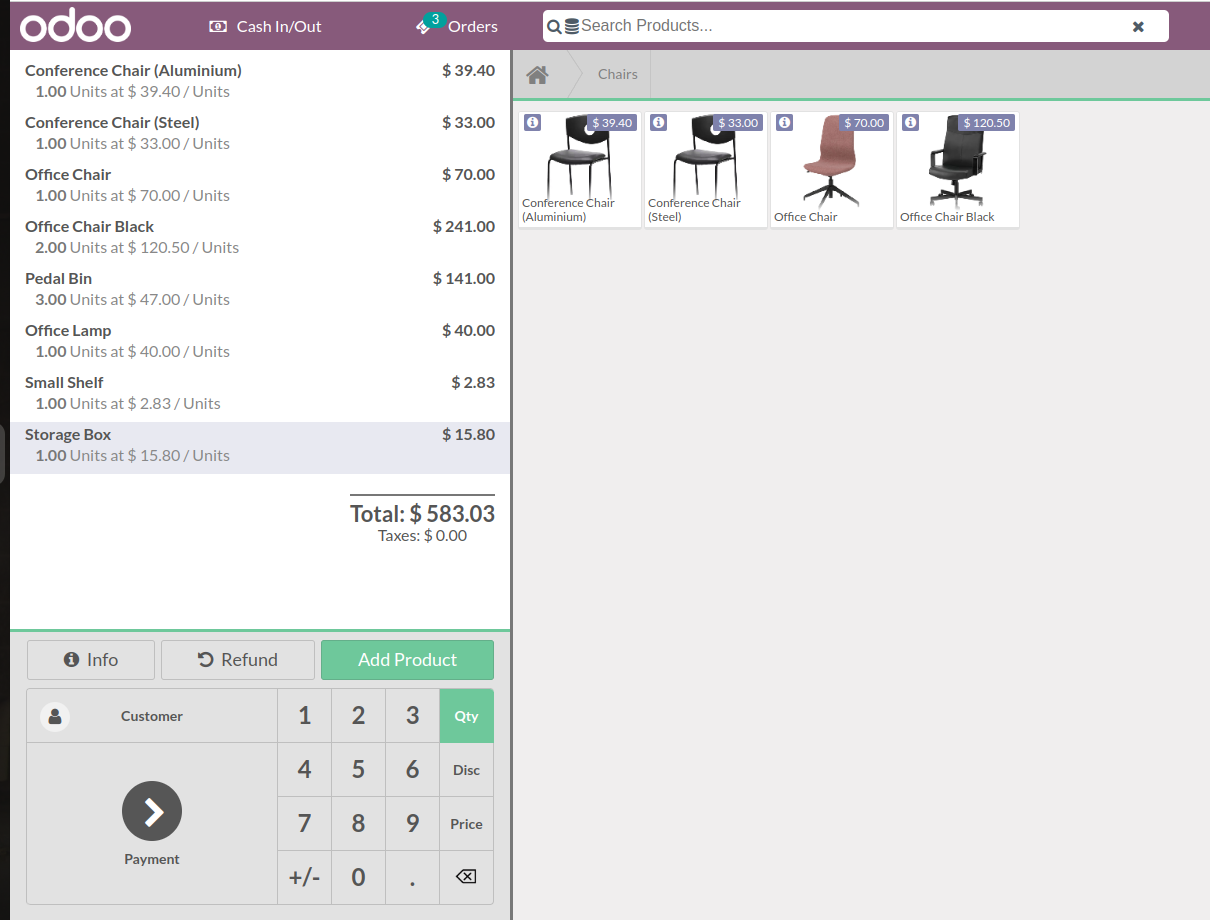 odoo
Cash In/Out
3
Orders
Search Products...
Conference Chair (Aluminium) $ 39.40
1.00 Units at $ 39.40 / Units
Conference Chair (Steel) $ 33.00
1.00 Units at $ 33.00 / Units
Office Chair $ 70.00
1.00 Units at $ 70.00 / Units
Office Chair Black $ 241.00
2.00 Units at $ 120.50 / Units
Pedal Bin $ 141.00
3.00 Units at $ 47.00 / Units
Office Lamp $ 40.00
1.00 Units at $ 40.00 / Units
Small Shelf $ 2.83
1.00 Units at $ 2.83 / Units
Storage Box $ 15.80
1.00 Units at $ 15.80 / Units
Total: $ 583.03
Taxes: $ 0.00
Info
Refund
Add Product
Customer
1 2 3 Qty
4 5 6 Disc
7 8 9 Price
+/- 0 .
Payment
Chairs
$ 39.40
Conference Chair
(Aluminium)
$ 33.00
Conference Chair
(Steel)
$ 70.00
Office Chair
$ 120.50
Office Chair Black